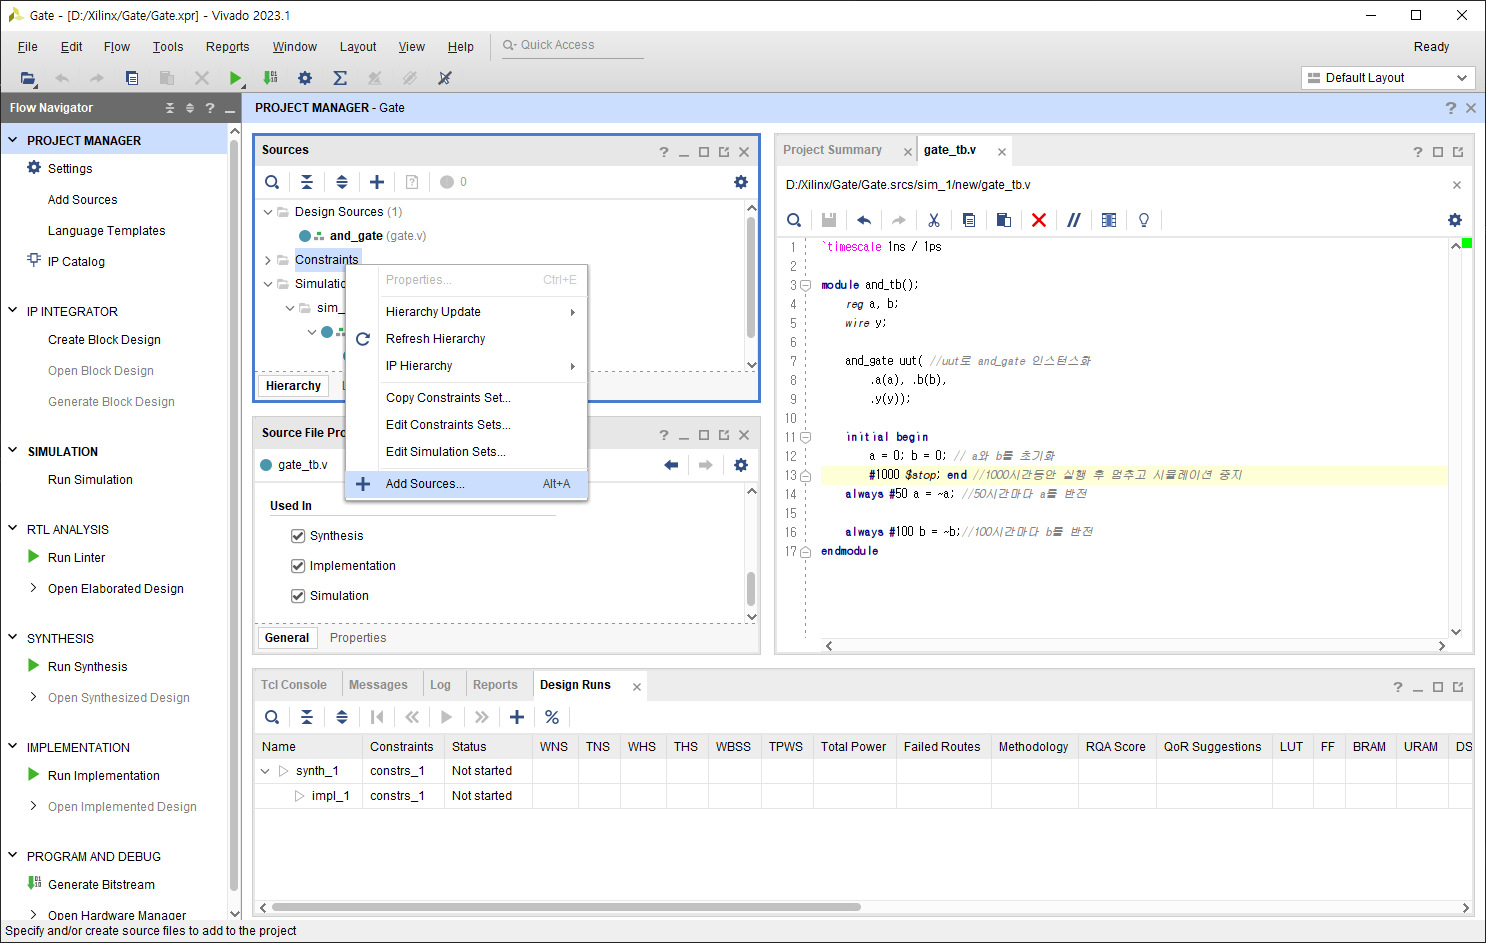 Gate - [D:/Xilinx/Gate/Gate.xpr] - Vivado 2023.1
File Edit Flow Tools Reports Window Layout View Help Quick Access Ready
Default Layout
Flow Navigator
PROJECT MANAGER
Settings
Add Sources
Language Templates
IP Catalog
IP INTEGRATOR
Create Block Design
Open Block Design
Generate Block Design
SIMULATION
Run Simulation
RTL ANALYSIS
Run Linter
Open Elaborated Design
SYNTHESIS
Run Synthesis
Open Synthesized Design
IMPLEMENTATION
Run Implementation
Open Implemented Design
PROGRAM AND DEBUG
Generate Bitstream
Open Hardware Manager
PROJECT MANAGER - Gate
Sources
0
Design Sources (1)
and_gate (gate.v)
Constraints
Simulatio
sim_
Hierarchy
Properties... Ctrl+E
Hierarchy Update
Refresh Hierarchy
IP Hierarchy
Copy Constraints Set...
Edit Constraints Sets...
Edit Simulation Sets...
Add Sources... Alt+A
Source File Pro
gate_tb.v
Used In
Synthesis
Implementation
Simulation
General Properties
Project Summary gate_tb.v
D:/Xilinx/Gate/Gate.srcs/sim_1/new/gate_tb.v
1 `timescale 1ns / 1ps
2
3 module and_tb();
4 reg a, b;
5 wire y;
6
7 and_gate uut( //uut로 and_gate 인스턴스화
8 .a(a), .b(b),
9 .y(y));
10
11 initial begin
12 a = 0; b = 0; // a와 b를 초기화
13 #1000 $stop; end //1000시간등안 실행 후 멈추고 시뮬레이션 중지
14 always #50 a = ~a; //50시간마다 a를 반전
15
16 always #100 b = ~b;//100시간마다 b를 반전
17 endmodule
Tcl Console Messages Log Reports Design Runs
Name Constraints Status WNS TNS WHS THS WBSS TPWS Total Power Failed Routes Methodology RQA Score QoR Suggestions LUT FF BRAM URAM DS
synth_1 constrs_1 Not started
impl_1 constrs_1 Not started
Specify and/or create source files to add to the project